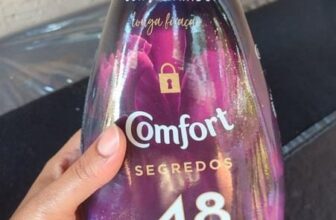 longa fixação
Comfort
SEGREDOS
48